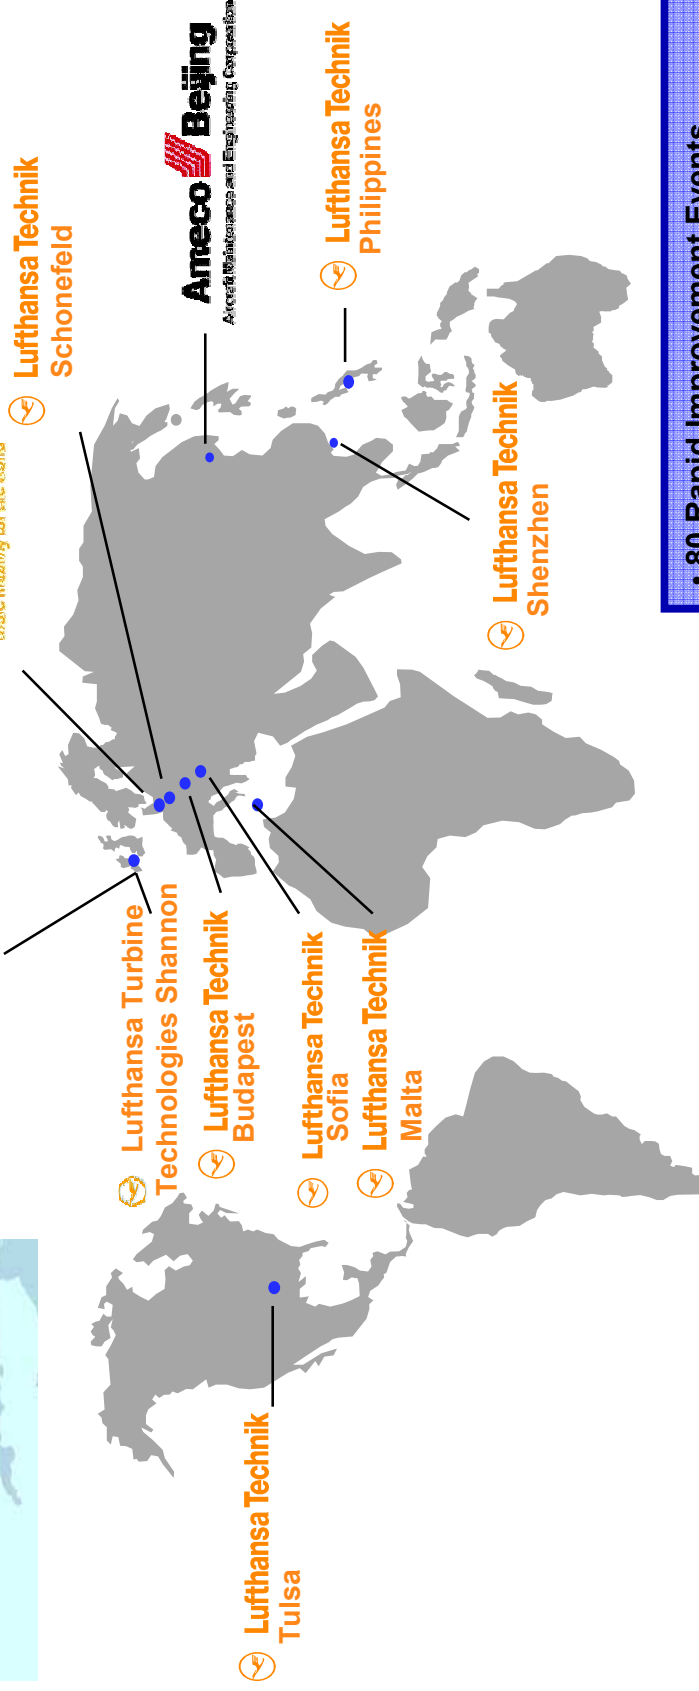 Lufthansa Technik
Schonefeld
Ameco Beijing
Aircraft Maintenance and Engineering Corporation
Lufthansa Technik
Philippines
Lufthansa Technik
Shenzhen
Lufthansa Turbine
Technologies Shannon
Lufthansa Technik
Budapest
Lufthansa Technik
Sofia
Lufthansa Technik
Malta
Lufthansa Technik
Tulsa
• 80 Rapid Improvement Events